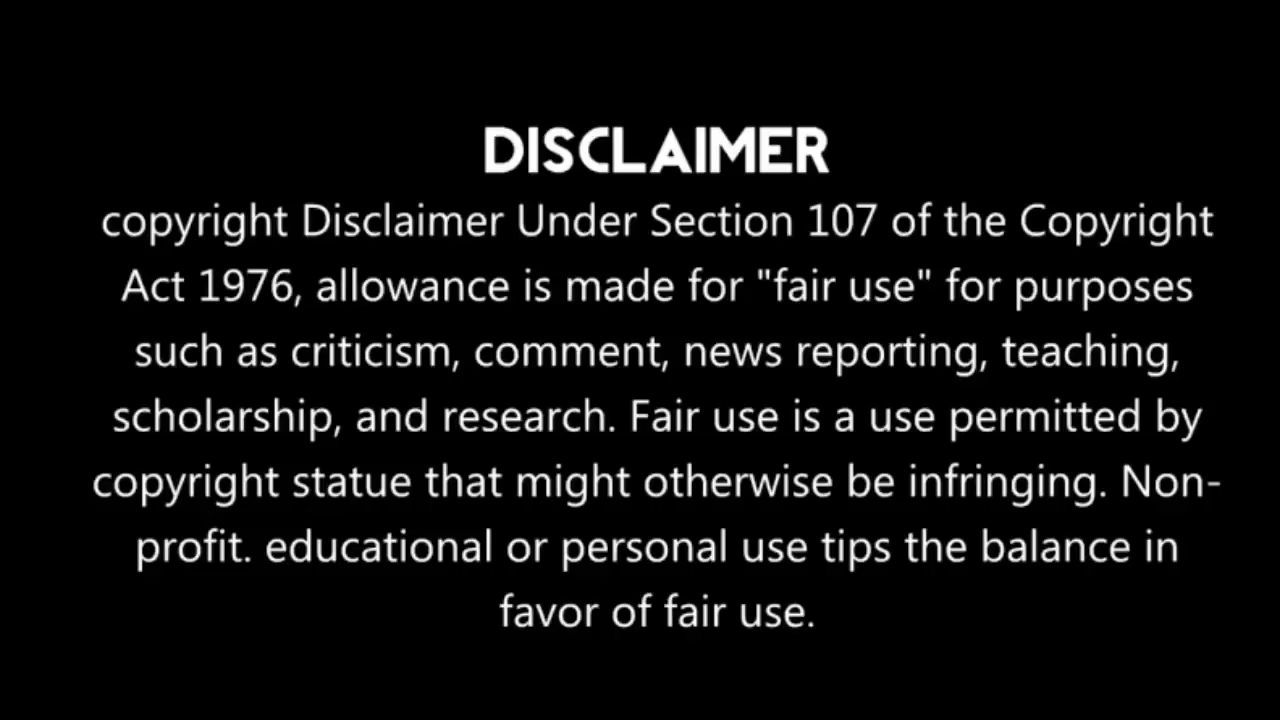 DISCLAIMER
copyright Disclaimer Under Section 107 of the Copyright
Act 1976, allowance is made for "fair use" for purposes
such as criticism, comment, news reporting, teaching,
scholarship, and research. Fair use is a use permitted by
copyright statue that might otherwise be infringing. Non-
profit. educational or personal use tips the balance in
favor of fair use.